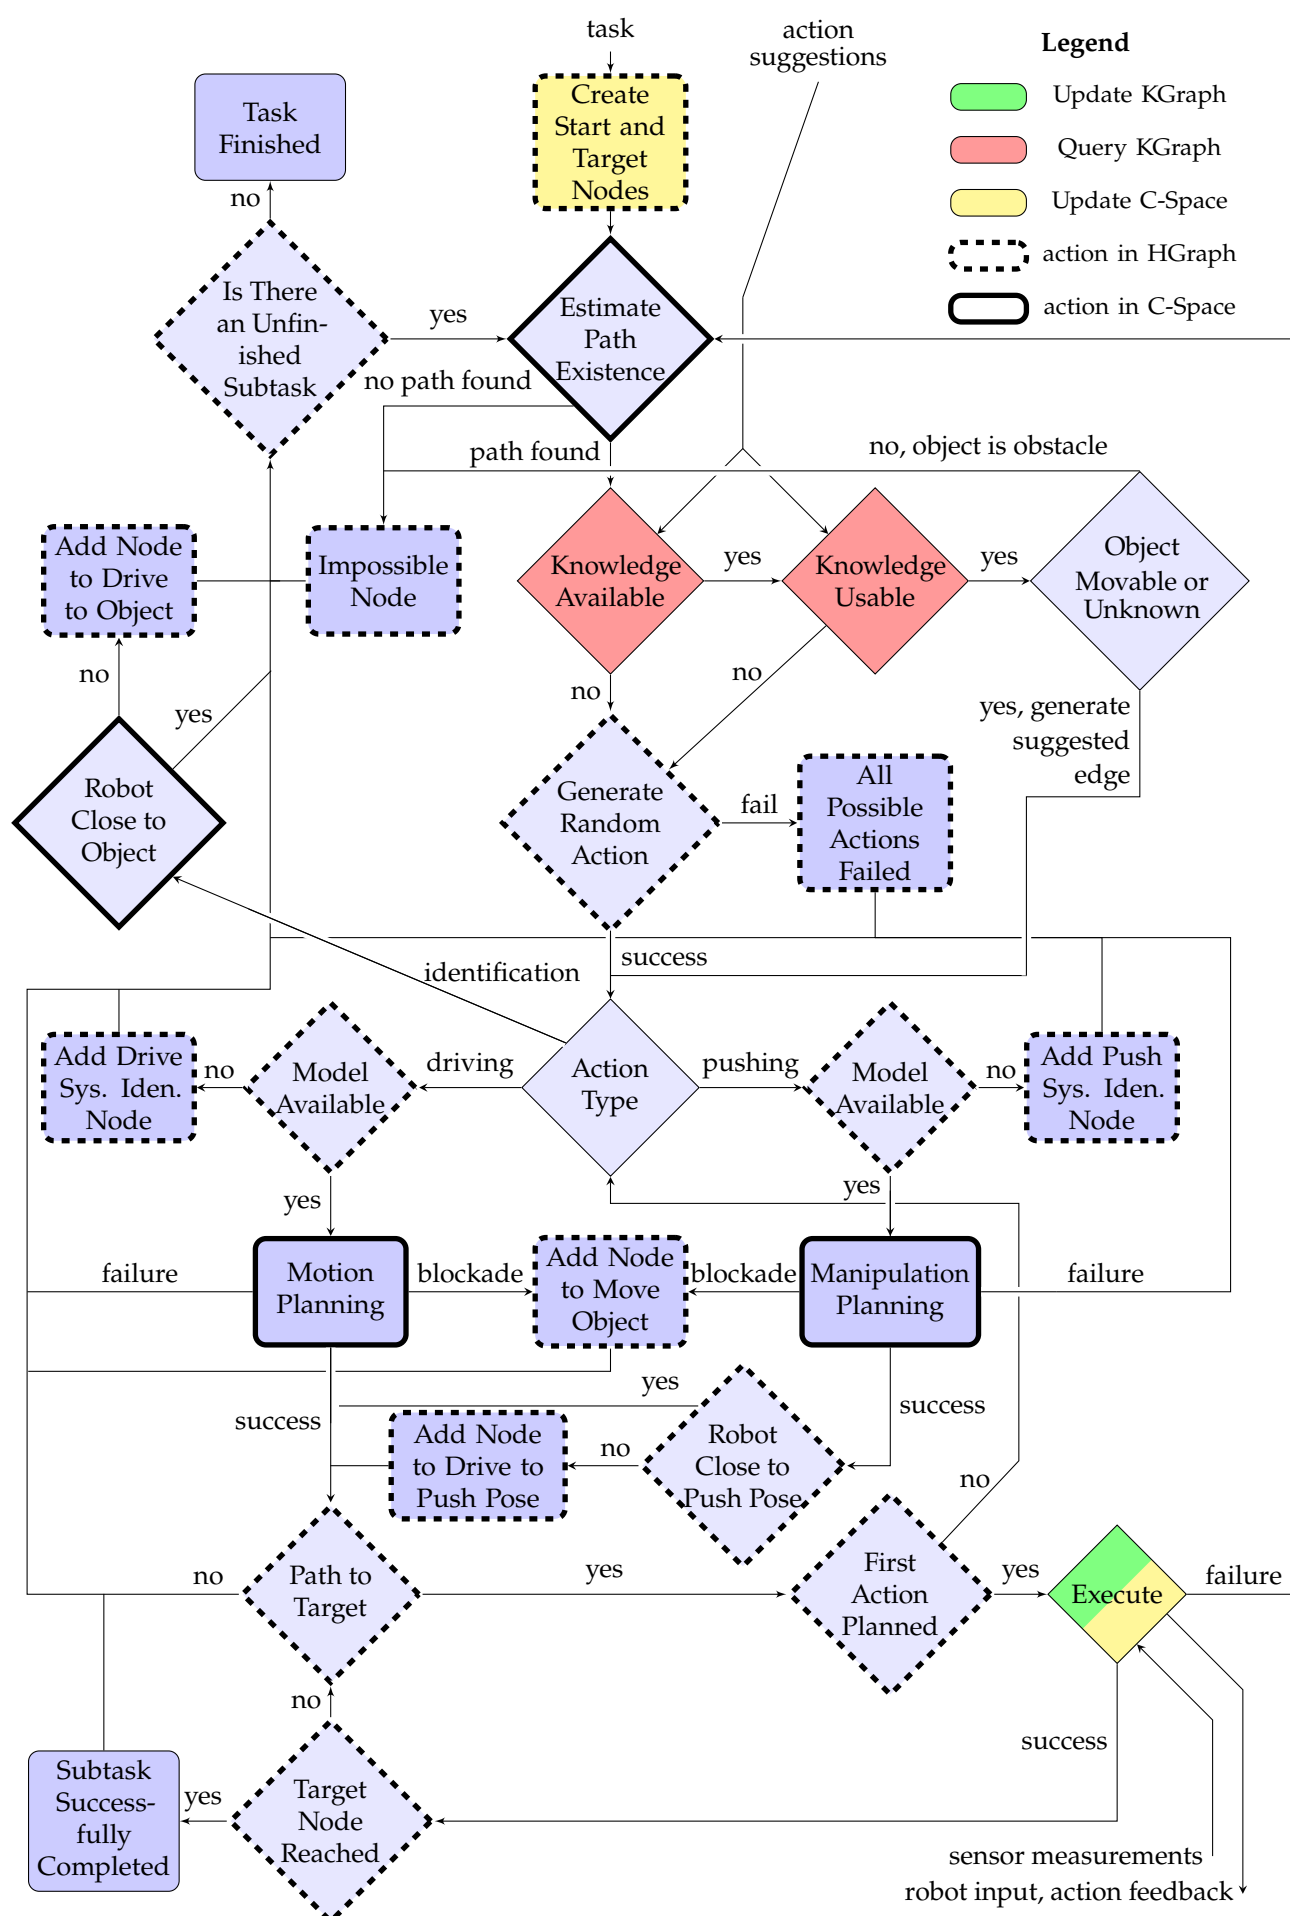 task
action
suggestions
Legend
Update KGraph
Query KGraph
Update C-Space
action in HGraph
action in C-Space
Task
Finished
Create
Start and
Target
Nodes
no
Is There
an Unfin-
ished
Subtask
yes
Estimate
Path
Existence
no path found
path found
no, object is obstacle
Add Node
to Drive
to Object
Impossible
Node
Knowledge
Available
yes
Knowledge
Usable
yes
Object
Movable or
Unknown
no
yes
no
no
yes, generate
suggested
edge
Robot
Close to
Object
Generate
Random
Action
fail
All
Possible
Actions
Failed
success
identification
Add Drive
Sys. Iden.
Node
no
Model
Available
driving
Action
Type
pushing
Model
Available
no
Add Push
Sys. Iden.
Node
yes
yes
failure
Motion
Planning
blockade
Add Node
to Move
Object
blockade
Manipulation
Planning
failure
success
yes
success
Add Node
to Drive to
Push Pose
no
Robot
Close to
Push Pose
no
no
Path to
Target
yes
First
Action
Planned
yes
Execute
failure
no
success
Subtask
Success-
fully
Completed
yes
Target
Node
Reached
sensor measurements
robot input, action feedback